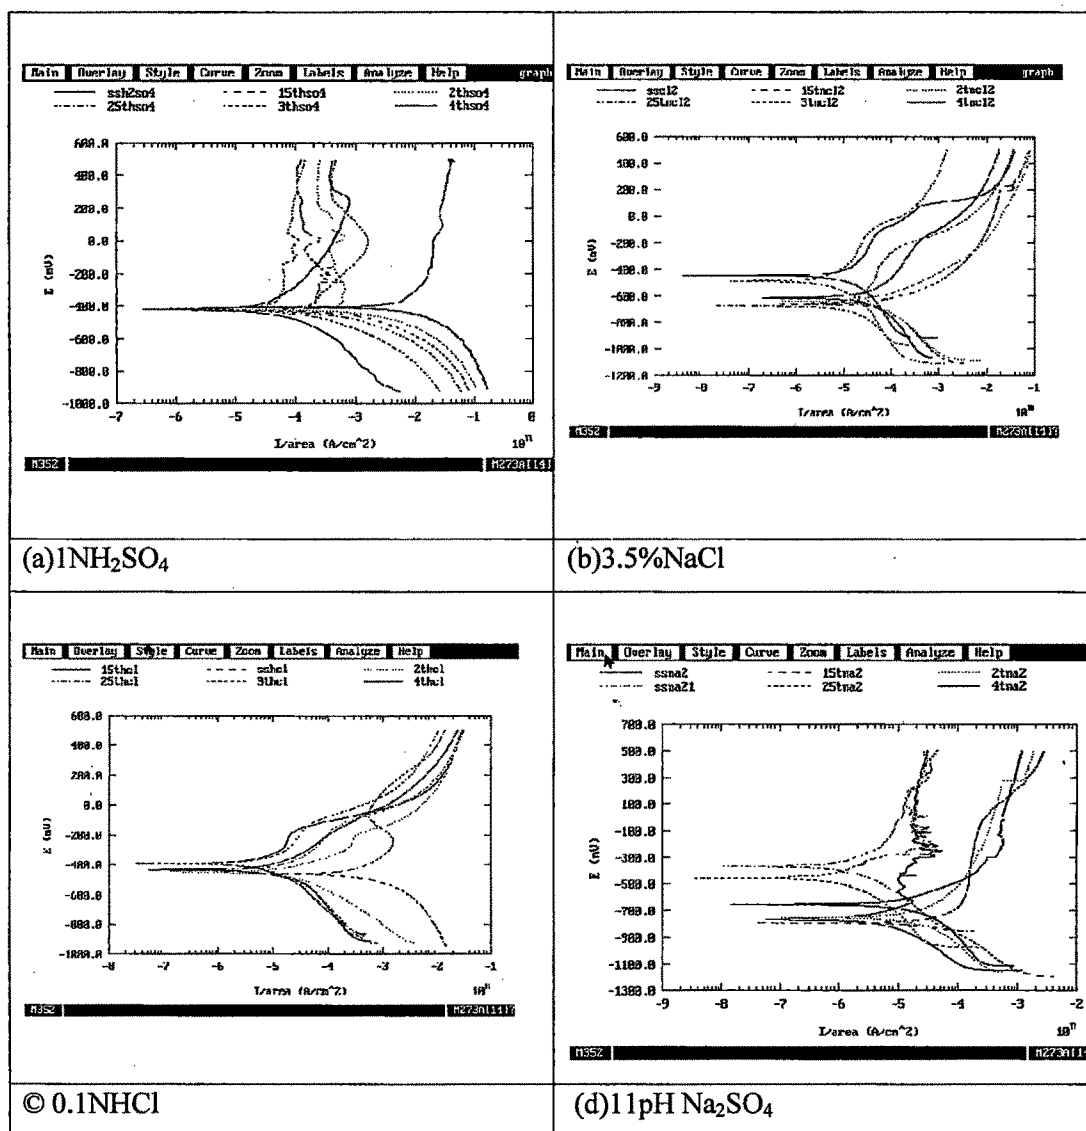 Main Overlay Style Curve Zoom Labels Analyze Help graph
ssh2so4 15thso4 2thso4
25thso4 3thso4 4thso4
600.0
400.0
200.0
0.0
-200.0
-400.0
-600.0
-800.0
-1000.0
E (mV)
-7 -6 -5 -4 -3 -2 -1 0
I/area (A/cm^2) 10^n
M352 M273A[14]
(a)1NH₂SO₄
Main Overlay Style Curve Zoom Labels Analyze Help graph
sscl2 15tncl2 2tncl2
25tncl2 3tncl2 4tncl2
600.0
400.0
200.0
0.0
-200.0
-400.0
-600.0
-800.0
-1000.0
-1200.0
E (mV)
-9 -8 -7 -6 -5 -4 -3 -2 -1
I/area (A/cm^2) 10^n
M352
(b)3.5%NaCl
Main Overlay Style Curve Zoom Labels Analyze Help
15thcl sshcl 2thcl
25thcl 3thcl 4thcl
600.0
400.0
200.0
0.0
-200.0
-400.0
-600.0
-800.0
-1000.0
E (mV)
-8 -7 -6 -5 -4 -3 -2 -1
I/area (A/cm^2) 10^n
M352
© 0.1NHCl
Main Overlay Style Curve Zoom Labels Analyze Help
ssna2 15tna2 2tna2
ssna21 25tna2 4tna2
700.0
500.0
300.0
100.0
-100.0
-300.0
-500.0
-700.0
-900.0
-1100.0
-1300.0
E (mV)
-9 -8 -7 -6 -5 -4 -3 -2
I/area (A/cm^2) 10^n
M352
(d)11pH Na₂SO₄